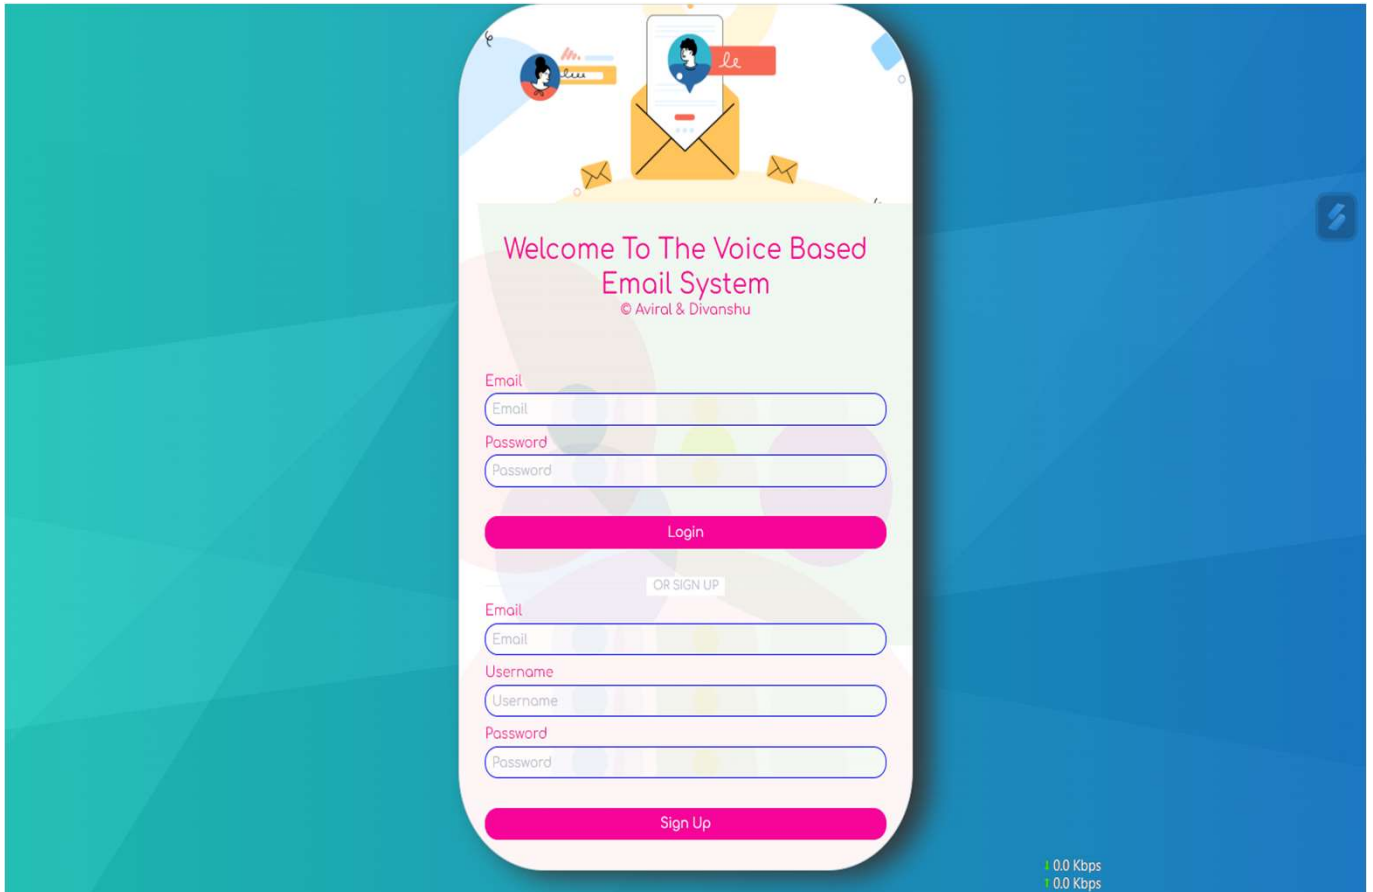 Welcome To The Voice Based
Email System
© Aviral & Divanshu
Email
Email
Password
Password
Login
OR SIGN UP
Email
Email
Username
Username
Password
Password
Sign Up
↓ 0.0 Kbps
↑ 0.0 Kbps